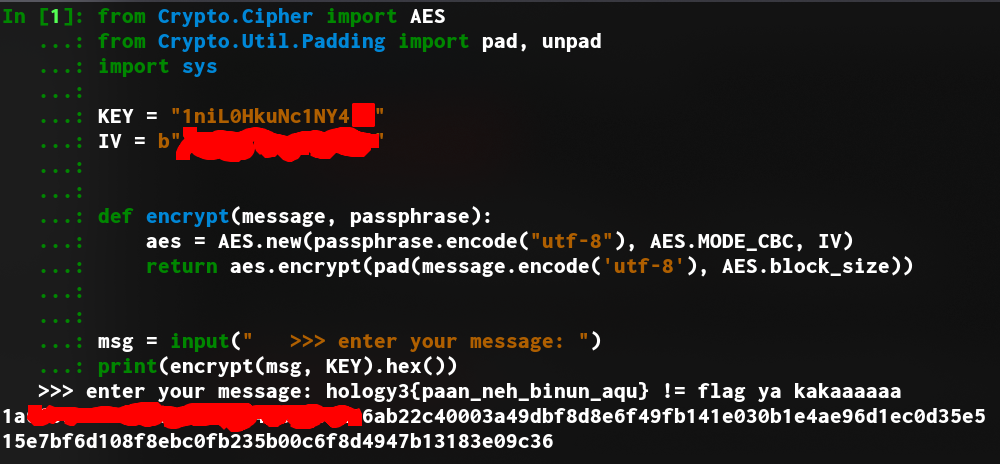 In [1]: from Crypto.Cipher import AES
...: from Crypto.Util.Padding import pad, unpad
...: import sys
...:
...: KEY = "1niL0HkuNc1NY4 "
...: IV = b" "
...:
...:
...: def encrypt(message, passphrase):
...:     aes = AES.new(passphrase.encode("utf-8"), AES.MODE_CBC, IV)
...:     return aes.encrypt(pad(message.encode('utf-8'), AES.block_size))
...:
...:
...: msg = input("   >>> enter your message: ")
...: print(encrypt(msg, KEY).hex())
>>> enter your message: hology3{paan_neh_binun_aqu} != flag ya kakaaaaaa
1a 6ab22c40003a49dbf8d8e6f49fb141e030b1e4ae96d1ec0d35e5
15e7bf6d108f8ebc0fb235b00c6f8d4947b13183e09c36